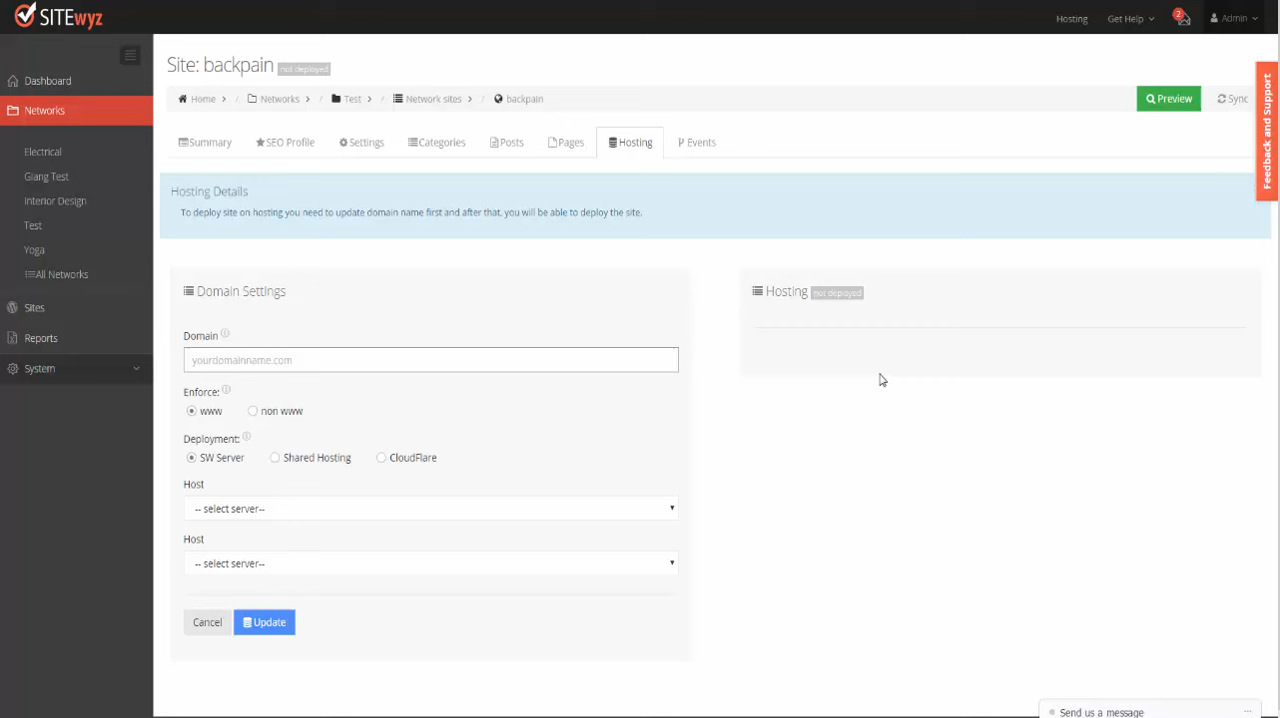 SITEwyz
Hosting
Get Help
2
Admin
Dashboard
Networks
Electrical
Giang Test
Interior Design
Test
Yoga
All Networks
Sites
Reports
System
Site: backpain not deployed
Home > / Networks > / Test > / Network sites > / backpain
Preview
Sync
Summary
SEO Profile
Settings
Categories
Posts
Pages
Hosting
Events
Hosting Details
To deploy site on hosting you need to update domain name first and after that, you will be able to deploy the site.
Domain Settings
Domain
yourdomainname.com
Enforce:
www
non www
Deployment:
SW Server
Shared Hosting
CloudFlare
Host
-- select server--
Host
-- select server--
Cancel
Update
Hosting not deployed
Feedback and Support
Send us a message